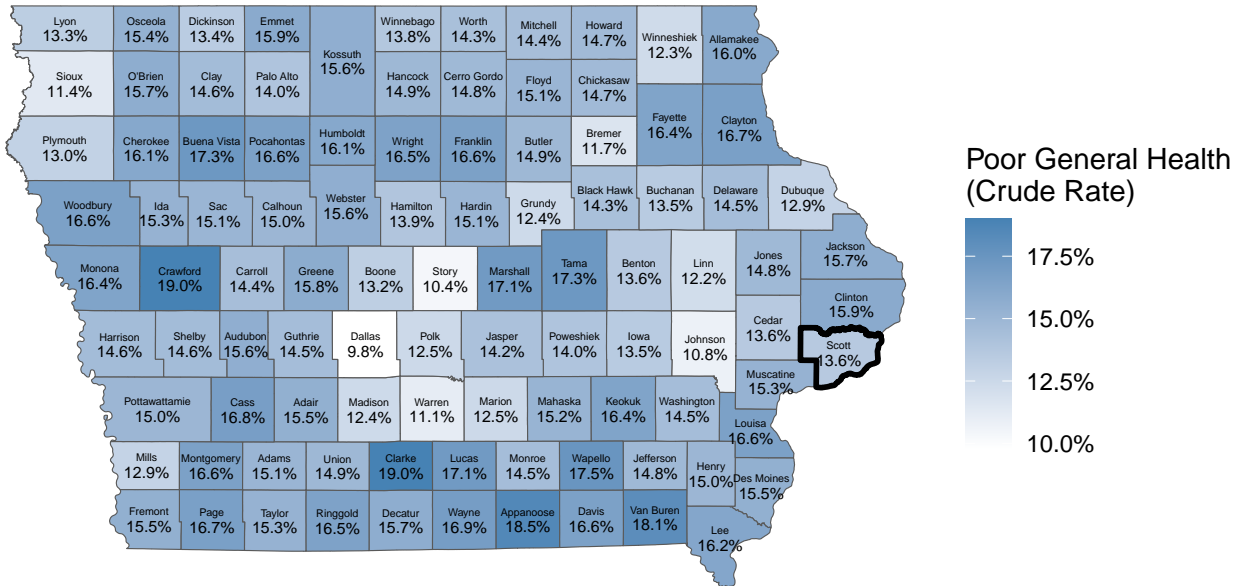 Lyon
13.3%
Osceola
15.4%
Dickinson
13.4%
Emmet
15.9%
Kossuth
15.6%
Winnebago
13.8%
Worth
14.3%
Mitchell
14.4%
Howard
14.7%
Winneshiek
12.3%
Allamakee
16.0%
Sioux
11.4%
O'Brien
15.7%
Clay
14.6%
Palo Alto
14.0%
Hancock
14.9%
Cerro Gordo
14.8%
Floyd
15.1%
Chickasaw
14.7%
Fayette
16.4%
Clayton
16.7%
Plymouth
13.0%
Cherokee
16.1%
Buena Vista
17.3%
Pocahontas
16.6%
Humboldt
16.1%
Wright
16.5%
Franklin
16.6%
Butler
14.9%
Bremer
11.7%
Woodbury
16.6%
Ida
15.3%
Sac
15.1%
Calhoun
15.0%
Webster
15.6%
Hamilton
13.9%
Hardin
15.1%
Grundy
12.4%
Black Hawk
14.3%
Buchanan
13.5%
Delaware
14.5%
Dubuque
12.9%
Monona
16.4%
Crawford
19.0%
Carroll
14.4%
Greene
15.8%
Boone
13.2%
Story
10.4%
Marshall
17.1%
Tama
17.3%
Benton
13.6%
Linn
12.2%
Jones
14.8%
Jackson
15.7%
Clinton
15.9%
Harrison
14.6%
Shelby
14.6%
Audubon
15.6%
Guthrie
14.5%
Dallas
9.8%
Polk
12.5%
Jasper
14.2%
Poweshiek
14.0%
Iowa
13.5%
Johnson
10.8%
Cedar
13.6%
Scott
13.6%
Muscatine
15.3%
Pottawattamie
15.0%
Cass
16.8%
Adair
15.5%
Madison
12.4%
Warren
11.1%
Marion
12.5%
Mahaska
15.2%
Keokuk
16.4%
Washington
14.5%
Louisa
16.6%
Mills
12.9%
Montgomery
16.6%
Adams
15.1%
Union
14.9%
Clarke
19.0%
Lucas
17.1%
Monroe
14.5%
Wapello
17.5%
Jefferson
14.8%
Henry
15.0%
Des Moines
15.5%
Fremont
15.5%
Page
16.7%
Taylor
15.3%
Ringgold
16.5%
Decatur
15.7%
Wayne
16.9%
Appanoose
18.5%
Davis
16.6%
Van Buren
18.1%
Lee
16.2%
Poor General Health
(Crude Rate)
17.5%
15.0%
12.5%
10.0%